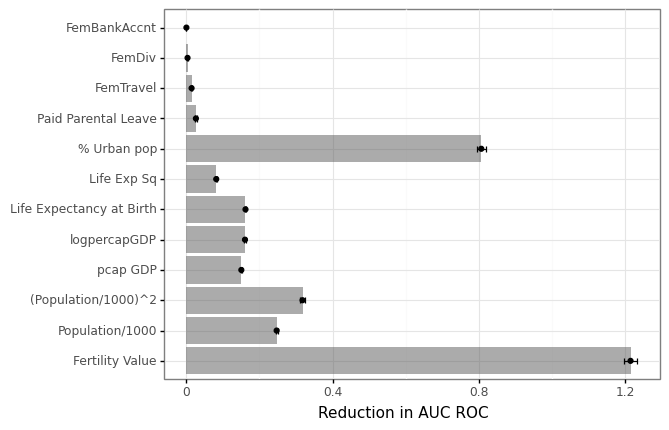 FemBankAccnt
FemDiv
FemTravel
Paid Parental Leave
% Urban pop
Life Exp Sq
Life Expectancy at Birth
logpercapGDP
pcap GDP
(Population/1000)^2
Population/1000
Fertility Value
0 0.4 0.8 1.2
Reduction in AUC ROC